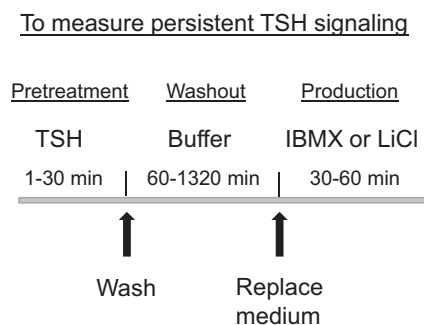 To measure persistent TSH signaling
Pretreatment Washout Production
TSH Buffer IBMX or LiCl
1-30 min 60-1320 min 30-60 min
Wash Replace
medium